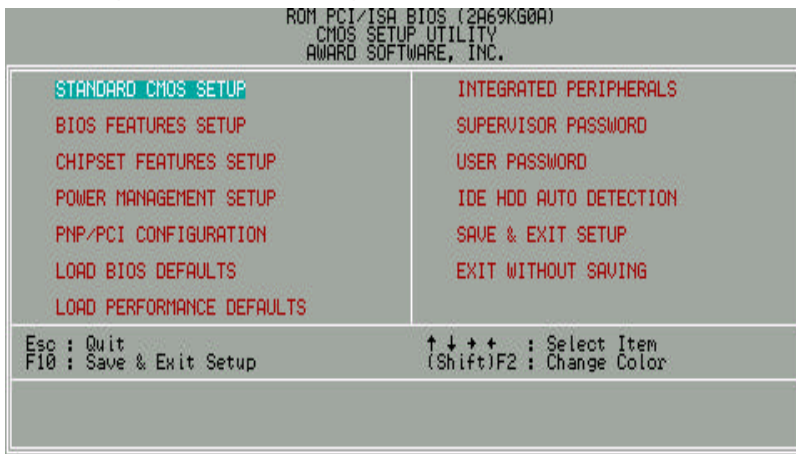 ROM PCI/ISA BIOS (2A69KG0A)
CMOS SETUP UTILITY
AWARD SOFTWARE, INC.
STANDARD CMOS SETUP
BIOS FEATURES SETUP
CHIPSET FEATURES SETUP
POWER MANAGEMENT SETUP
PNP/PCI CONFIGURATION
LOAD BIOS DEFAULTS
LOAD PERFORMANCE DEFAULTS
INTEGRATED PERIPHERALS
SUPERVISOR PASSWORD
USER PASSWORD
IDE HDD AUTO DETECTION
SAVE & EXIT SETUP
EXIT WITHOUT SAVING
Esc : Quit
F10 : Save & Exit Setup
↑ ↓ → ← : Select Item
(Shift)F2 : Change Color